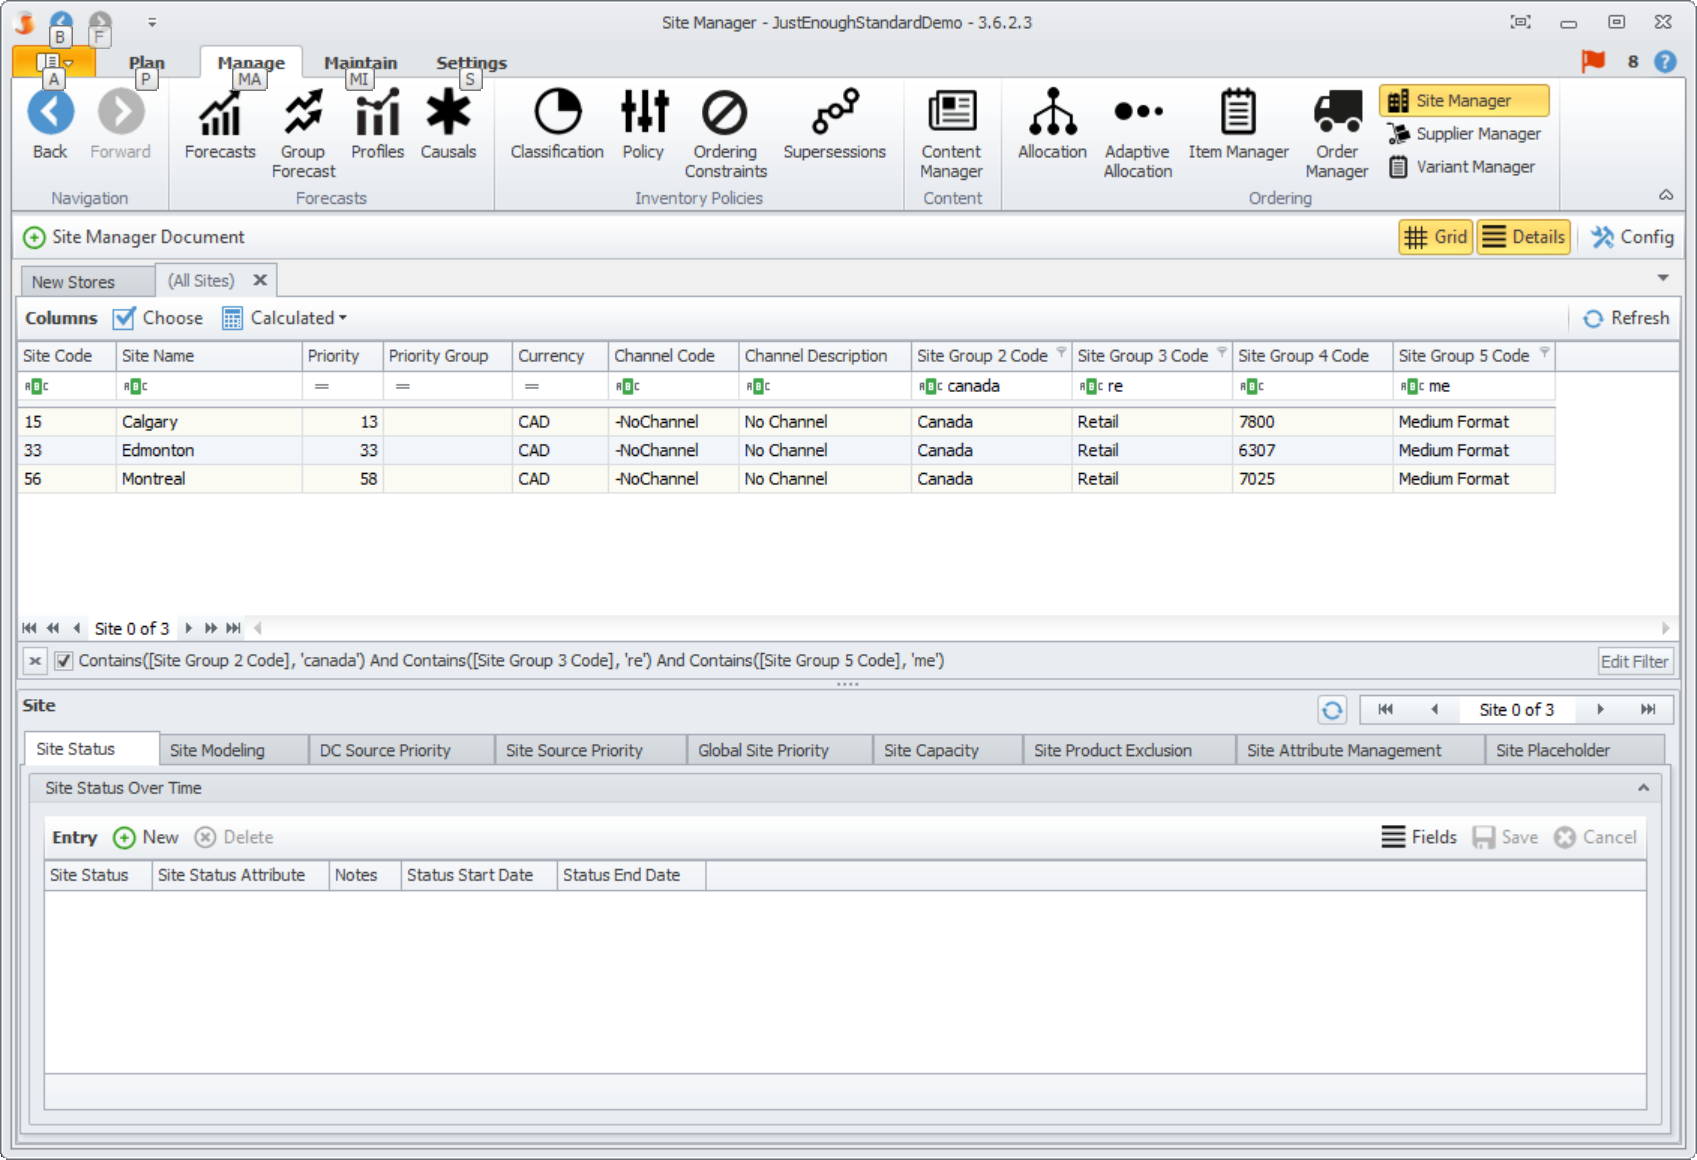 Site Manager - JustEnoughStandardDemo - 3.6.2.3
B F
Plan Manage Maintain Settings
8 ?
A P MA MI S
Back Forward
Navigation
Forecasts Group Forecast Profiles Causals
Forecasts
Classification Policy Ordering Constraints Supersessions
Inventory Policies
Content Manager
Content
Allocation Adaptive Allocation Item Manager Order Manager
Site Manager
Supplier Manager
Variant Manager
Ordering
Site Manager Document Grid Details Config
New Stores (All Sites)
Columns Choose Calculated Refresh
Site Code Site Name Priority Priority Group Currency Channel Code Channel Description Site Group 2 Code Site Group 3 Code Site Group 4 Code Site Group 5 Code
ABC ABC = = = ABC ABC ABC canada ABC re ABC ABC me
15 Calgary 13 CAD -NoChannel No Channel Canada Retail 7800 Medium Format
33 Edmonton 33 CAD -NoChannel No Channel Canada Retail 6307 Medium Format
56 Montreal 58 CAD -NoChannel No Channel Canada Retail 7025 Medium Format
Site 0 of 3
Contains([Site Group 2 Code], 'canada') And Contains([Site Group 3 Code], 're') And Contains([Site Group 5 Code], 'me') Edit Filter
Site Site 0 of 3
Site Status Site Modeling DC Source Priority Site Source Priority Global Site Priority Site Capacity Site Product Exclusion Site Attribute Management Site Placeholder
Site Status Over Time
Entry New Delete Fields Save Cancel
Site Status Site Status Attribute Notes Status Start Date Status End Date